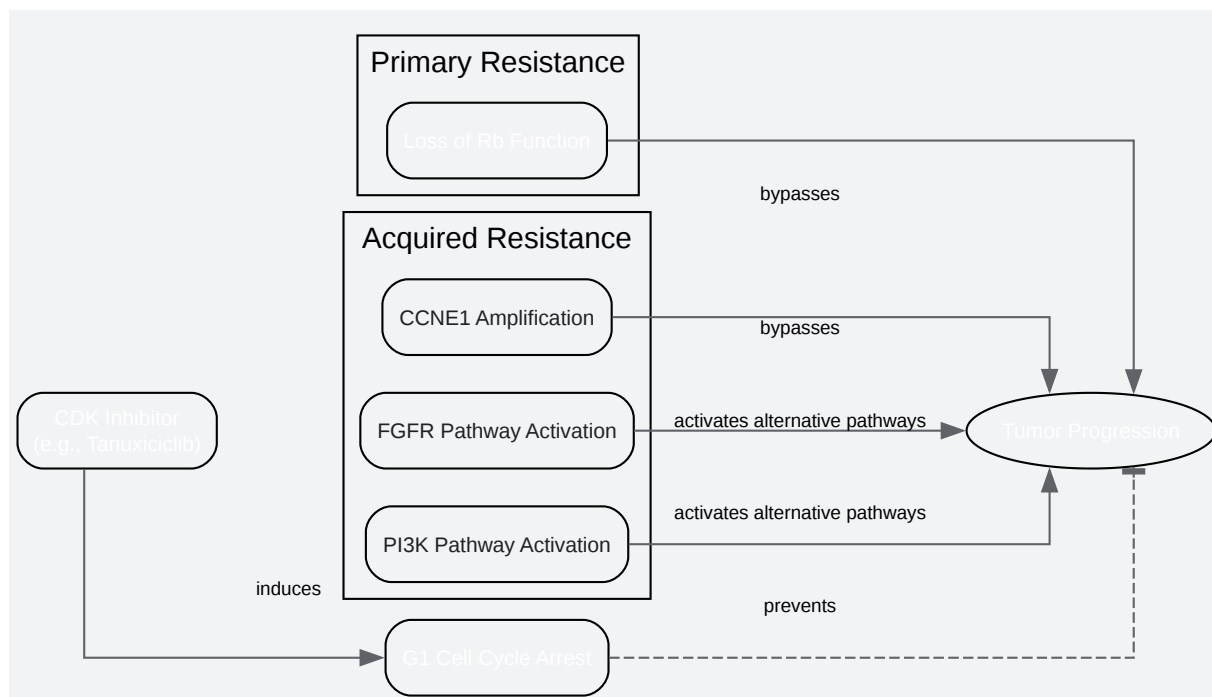 Primary Resistance
Loss of Rb Function
bypasses
Acquired Resistance
CCNE1 Amplification
bypasses
CDK Inhibitor
(e.g., Tanuxiciclib)
FGFR Pathway Activation
activates alternative pathways
Tumor Progression
PI3K Pathway Activation
activates alternative pathways
induces
prevents
G1 Cell Cycle Arrest